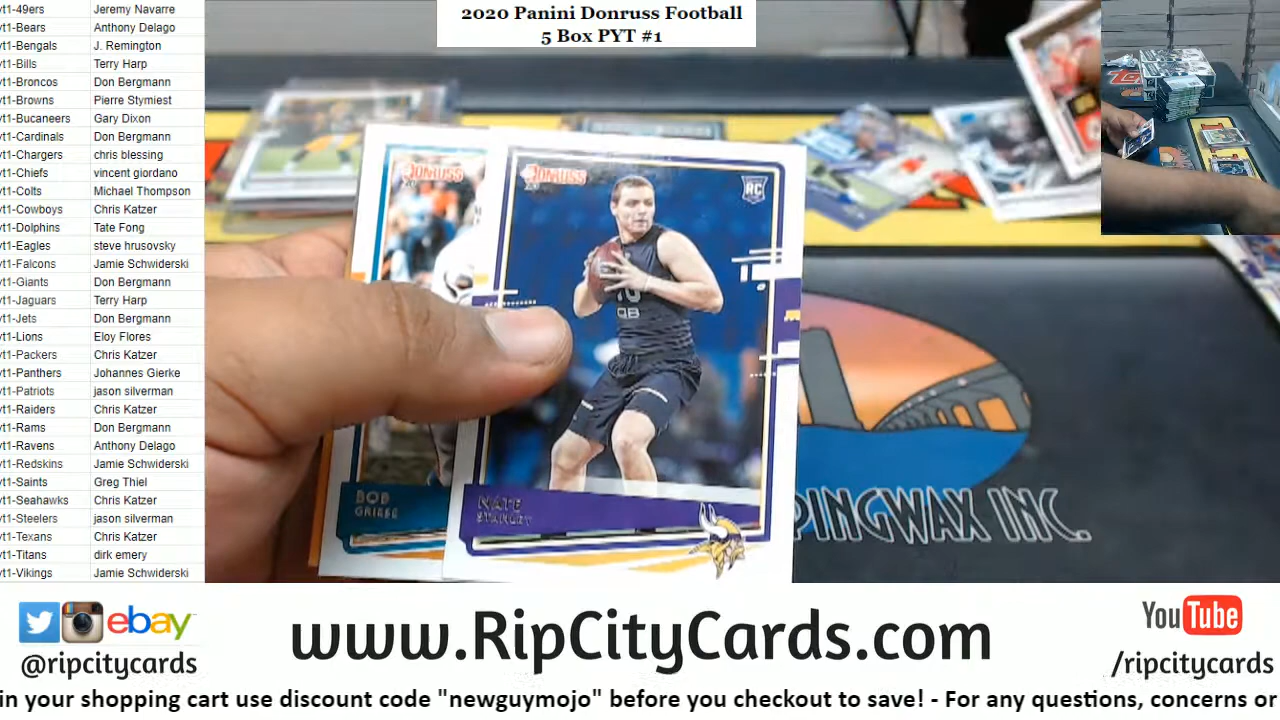 2020 Panini Donruss Football
5 Box PYT #1
yt1-49ers Jeremy Navarre
yt1-Bears Anthony Delago
yt1-Bengals J. Remington
yt1-Bills Terry Harp
yt1-Broncos Don Bergmann
yt1-Browns Pierre Stymiest
yt1-Bucaneers Gary Dixon
yt1-Cardinals Don Bergmann
yt1-Chargers chris blessing
yt1-Chiefs vincent giordano
yt1-Colts Michael Thompson
yt1-Cowboys Chris Katzer
yt1-Dolphins Tate Fong
yt1-Eagles steve hrusovsky
yt1-Falcons Jamie Schwiderski
yt1-Giants Don Bergmann
yt1-Jaguars Terry Harp
yt1-Jets Don Bergmann
yt1-Lions Eloy Flores
yt1-Packers Chris Katzer
yt1-Panthers Johannes Gierke
yt1-Patriots jason silverman
yt1-Raiders Chris Katzer
yt1-Rams Don Bergmann
yt1-Ravens Anthony Delago
yt1-Redskins Jamie Schwiderski
yt1-Saints Greg Thiel
yt1-Seahawks Chris Katzer
yt1-Steelers jason silverman
yt1-Texans Chris Katzer
yt1-Titans dirk emery
yt1-Vikings Jamie Schwiderski
DONRUSS
DONRUSS
20
RC
QB
BOB
GRIESE
NATE
STANLEY
PINGWAX INC.
ebay
@ripcitycards
www.RipCityCards.com
YouTube
/ripcitycards
in your shopping cart use discount code "newguymojo" before you checkout to save! - For any questions, concerns or